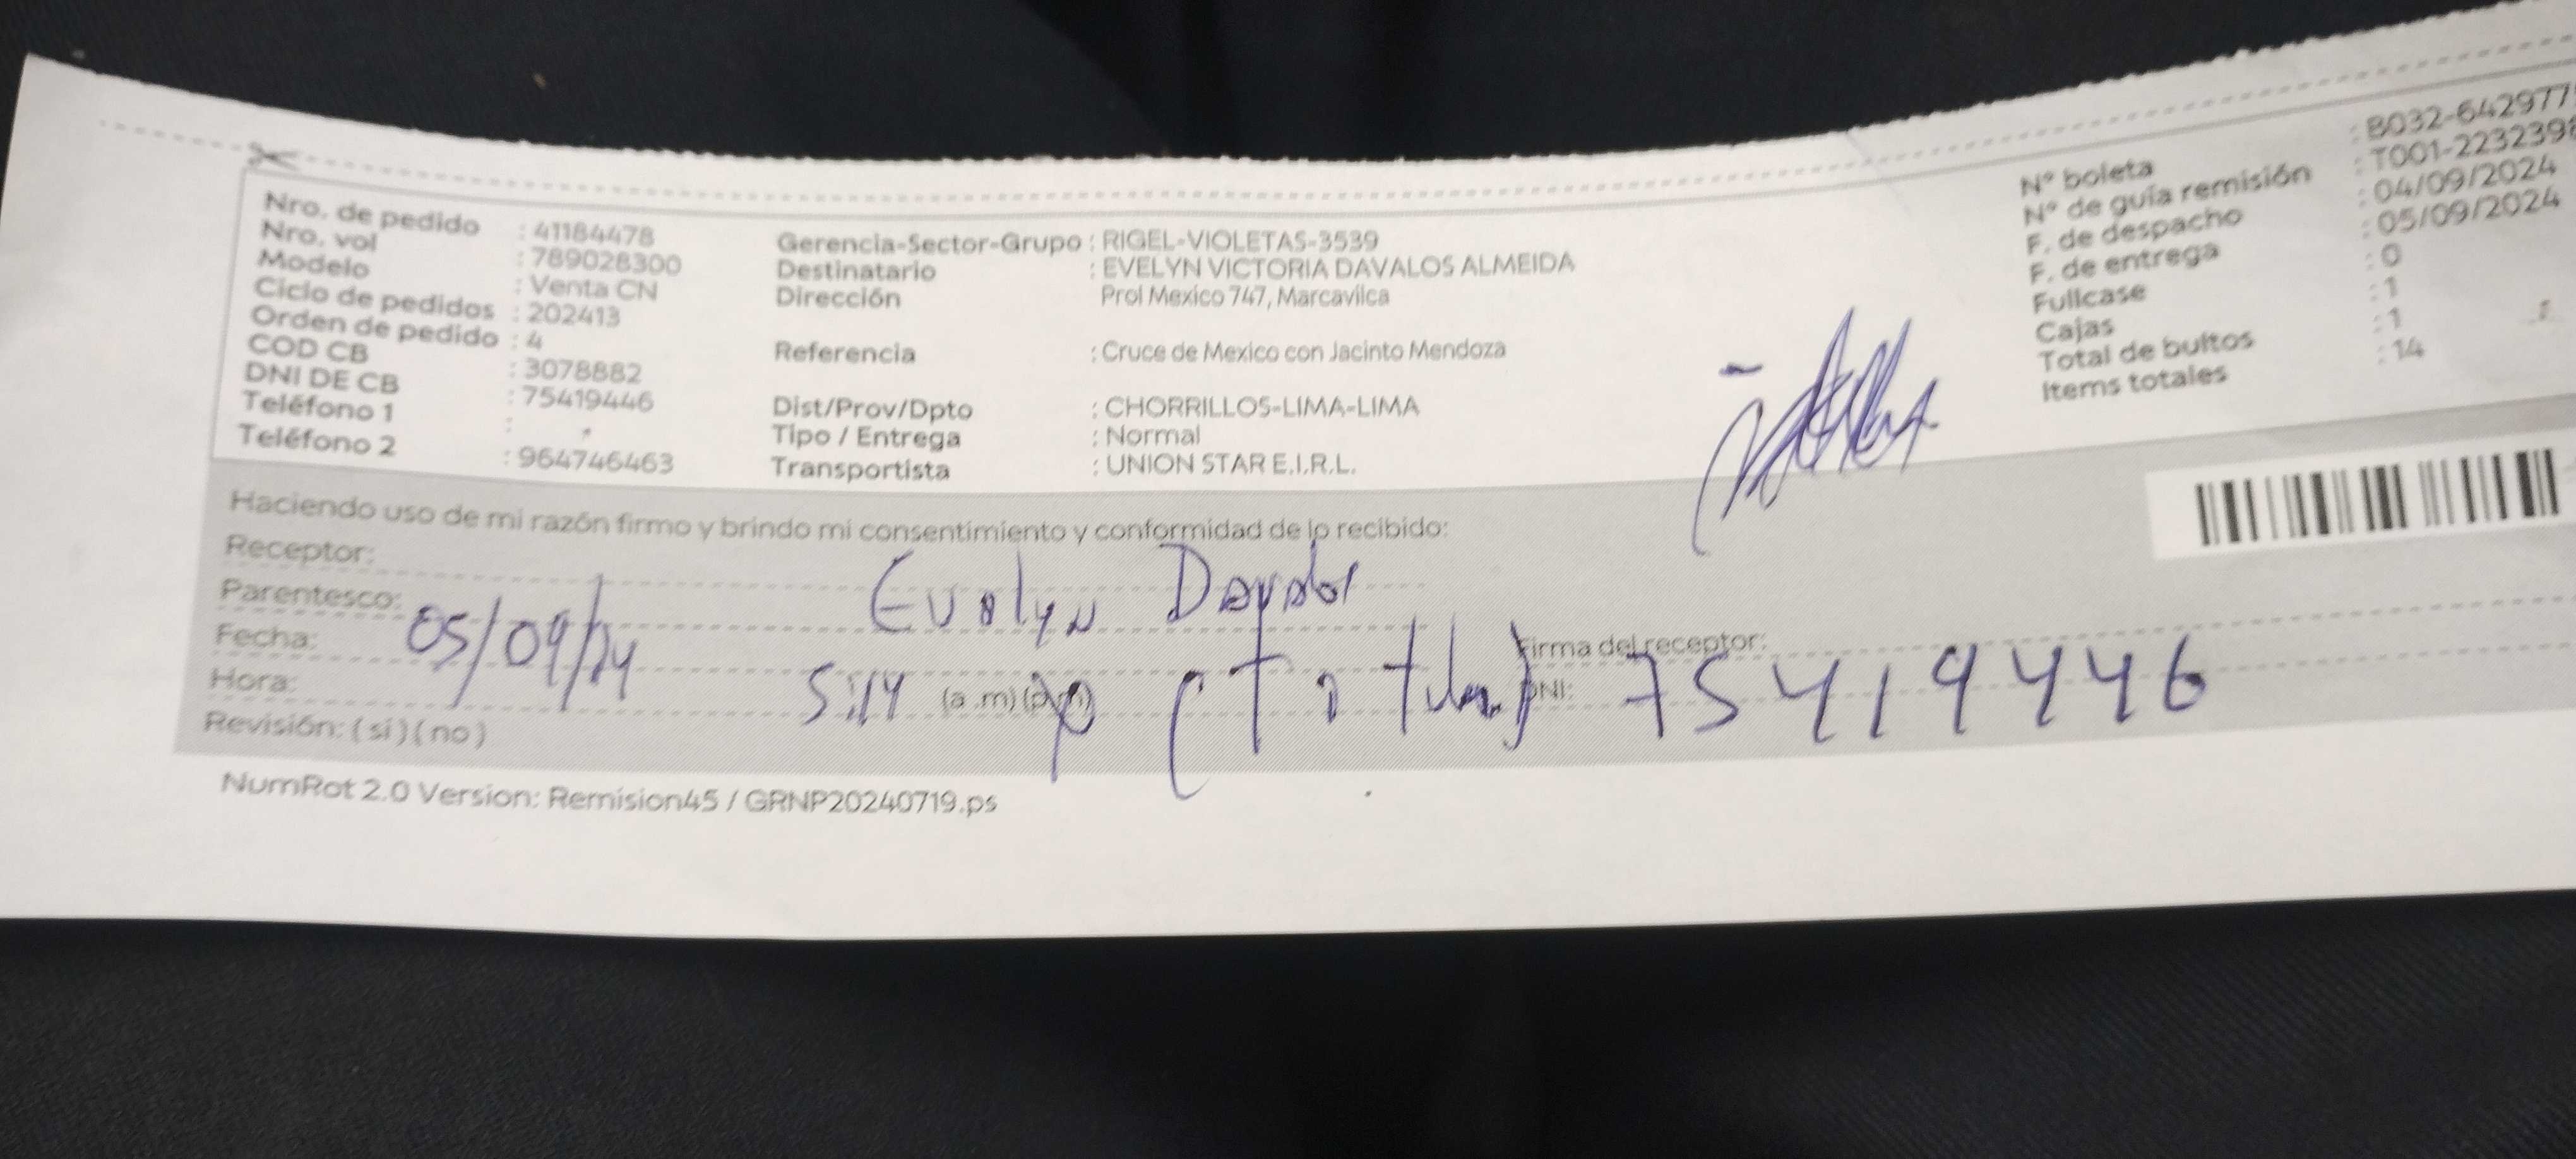 Nro. de pedido : 41184478
Nro. vol : 789028300
Modelo : Venta CN
Ciclo de pedidos : 202413
Orden de pedido : 4
COD CB : 3078882
DNI DE CB : 75419446
Teléfono 1 :
Teléfono 2 : 964746463
Gerencia-Sector-Grupo : RIGEL-VIOLETAS-3539
Destinatario : EVELYN VICTORIA DAVALOS ALMEIDA
Dirección Prol Mexico 747, Marcavilca
Referencia : Cruce de Mexico con Jacinto Mendoza
Dist/Prov/Dpto : CHORRILLOS-LIMA-LIMA
Tipo / Entrega : Normal
Transportista : UNION STAR E.I.R.L.
N° boleta : B032-642977
N° de guía remisión : T001-223239
F. de despacho : 04/09/2024
F. de entrega : 05/09/2024
Fullcase : 0
Cajas : 1
Total de bultos : 1
Items totales : 14
Haciendo uso de mi razón firmo y brindo mi consentimiento y conformidad de lo recibido:
Receptor: Evelyn Davalos
Parentesco:
Fecha: 05/09/24
Firma del receptor:
Hora: 5:14 (a .m) (p.m) (Titular) DNI: 75419446
Revisión: ( si ) ( no )
NumRot 2.0 Version: Remision45 / GRNP20240719.ps